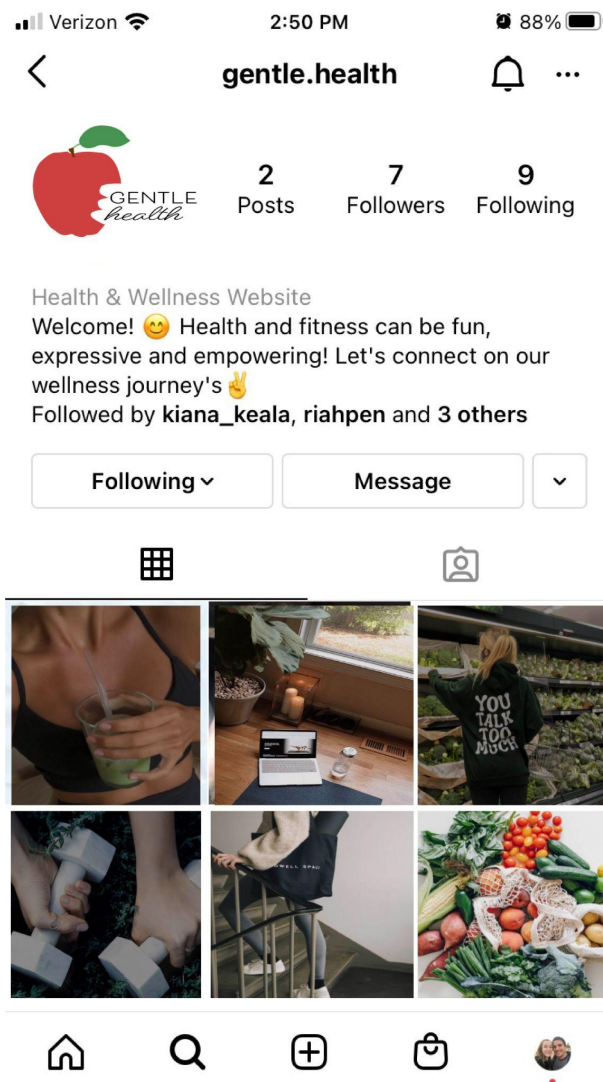 Verizon 2:50 PM 88%
gentle.health
GENTLE
health
2 7 9
Posts Followers Following
Health & Wellness Website
Welcome! 😊 Health and fitness can be fun,
expressive and empowering! Let's connect on our
wellness journey's ✌️
Followed by kiana_keala, riahpen and 3 others
Following Message
YOU
TALK
TOO
MUCH
WELL SPAC